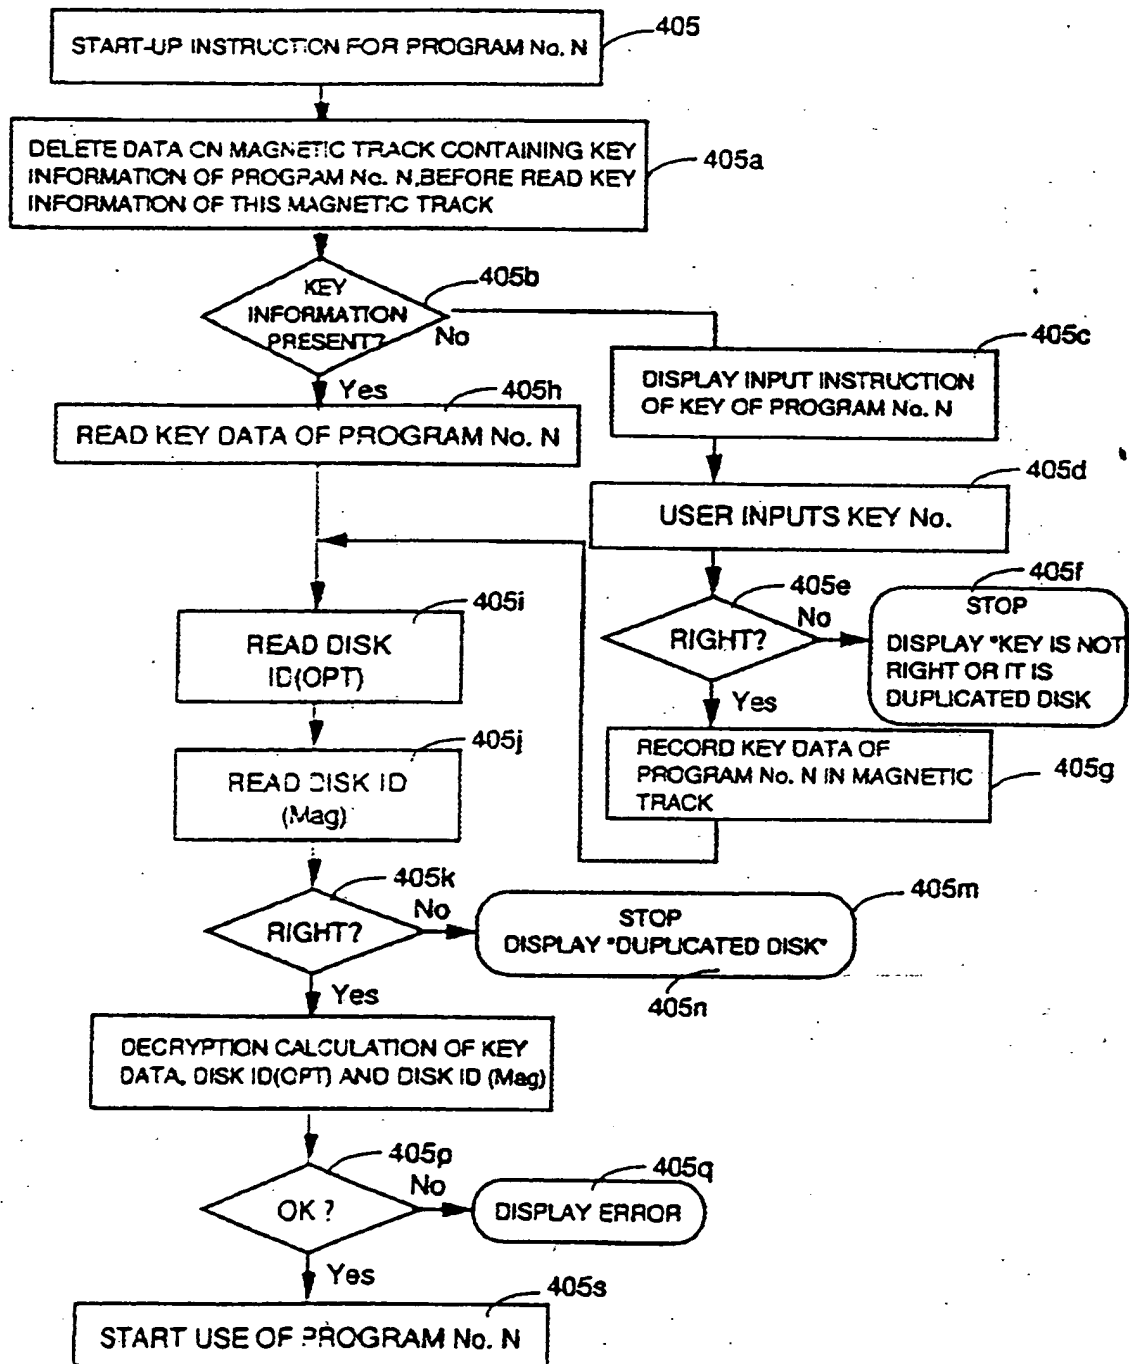 START-UP INSTRUCTION FOR PROGRAM No. N
405
DELETE DATA ON MAGNETIC TRACK CONTAINING KEY
INFORMATION OF PROGRAM No. N,BEFORE READ KEY
INFORMATION OF THIS MAGNETIC TRACK
405a
KEY
INFORMATION
PRESENT?
405b
No
Yes
405c
DISPLAY INPUT INSTRUCTION
OF KEY OF PROGRAM No. N
405h
READ KEY DATA OF PROGRAM No. N
405d
USER INPUTS KEY No.
405e
RIGHT?
No
Yes
405f
STOP
DISPLAY "KEY IS NOT
RIGHT OR IT IS
DUPLICATED DISK
405i
READ DISK
ID(OPT)
405g
RECORD KEY DATA OF
PROGRAM No. N IN MAGNETIC
TRACK
405j
READ DISK ID
(Mag)
405k
RIGHT?
No
Yes
405m
STOP
DISPLAY "DUPLICATED DISK"
405n
DECRYPTION CALCULATION OF KEY
DATA, DISK ID(OPT) AND DISK ID (Mag)
405p
OK ?
No
Yes
405q
DISPLAY ERROR
405s
START USE OF PROGRAM No. N